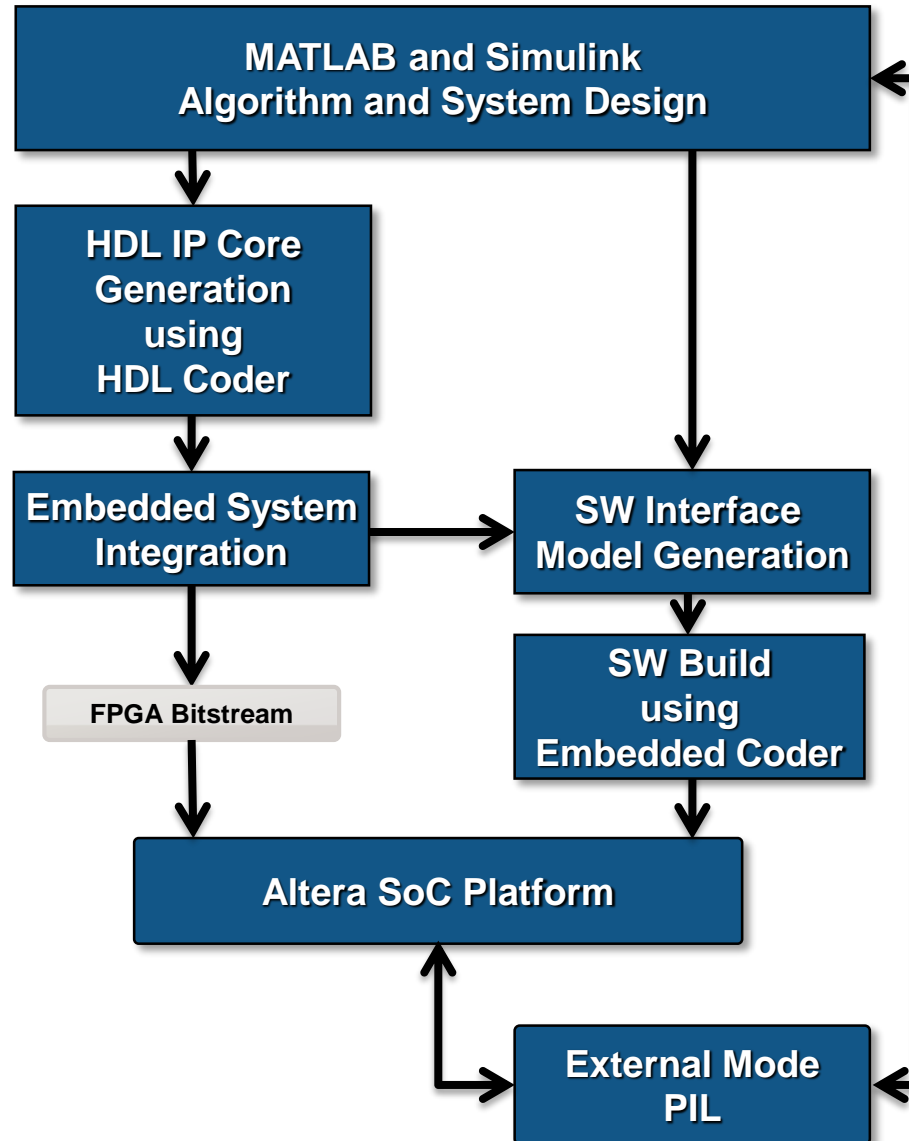 MATLAB and Simulink
Algorithm and System Design
HDL IP Core
Generation
using
HDL Coder
Embedded System
Integration
SW Interface
Model Generation
SW Build
using
Embedded Coder
FPGA Bitstream
Altera SoC Platform
External Mode
PIL